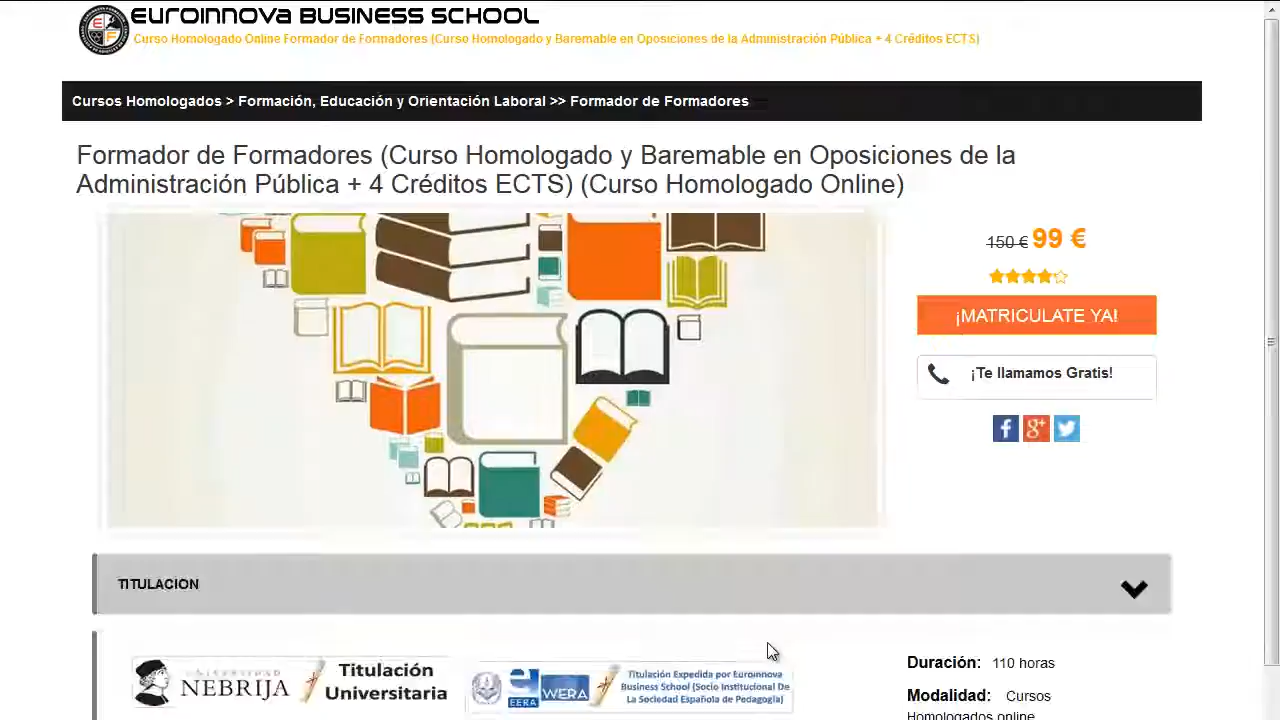 EUROINNOVA BUSINESS SCHOOL
Curso Homologado Online Formador de Formadores (Curso Homologado y Baremable en Oposiciones de la Administración Pública + 4 Créditos ECTS)
Cursos Homologados > Formación, Educación y Orientación Laboral >> Formador de Formadores
Formador de Formadores (Curso Homologado y Baremable en Oposiciones de la
Administración Pública + 4 Créditos ECTS) (Curso Homologado Online)
150 € 99 €
¡MATRICULATE YA!
¡Te llamamos Gratis!
TITULACION
UNIVERSIDAD
NEBRIJA
Titulación
Universitaria
EERA
WERA
Titulación Expedida por Euroinnova
Business School (Socio Institucional De
La Sociedad Española de Pedagogía)
Duración: 110 horas
Modalidad: Cursos
Homologados online